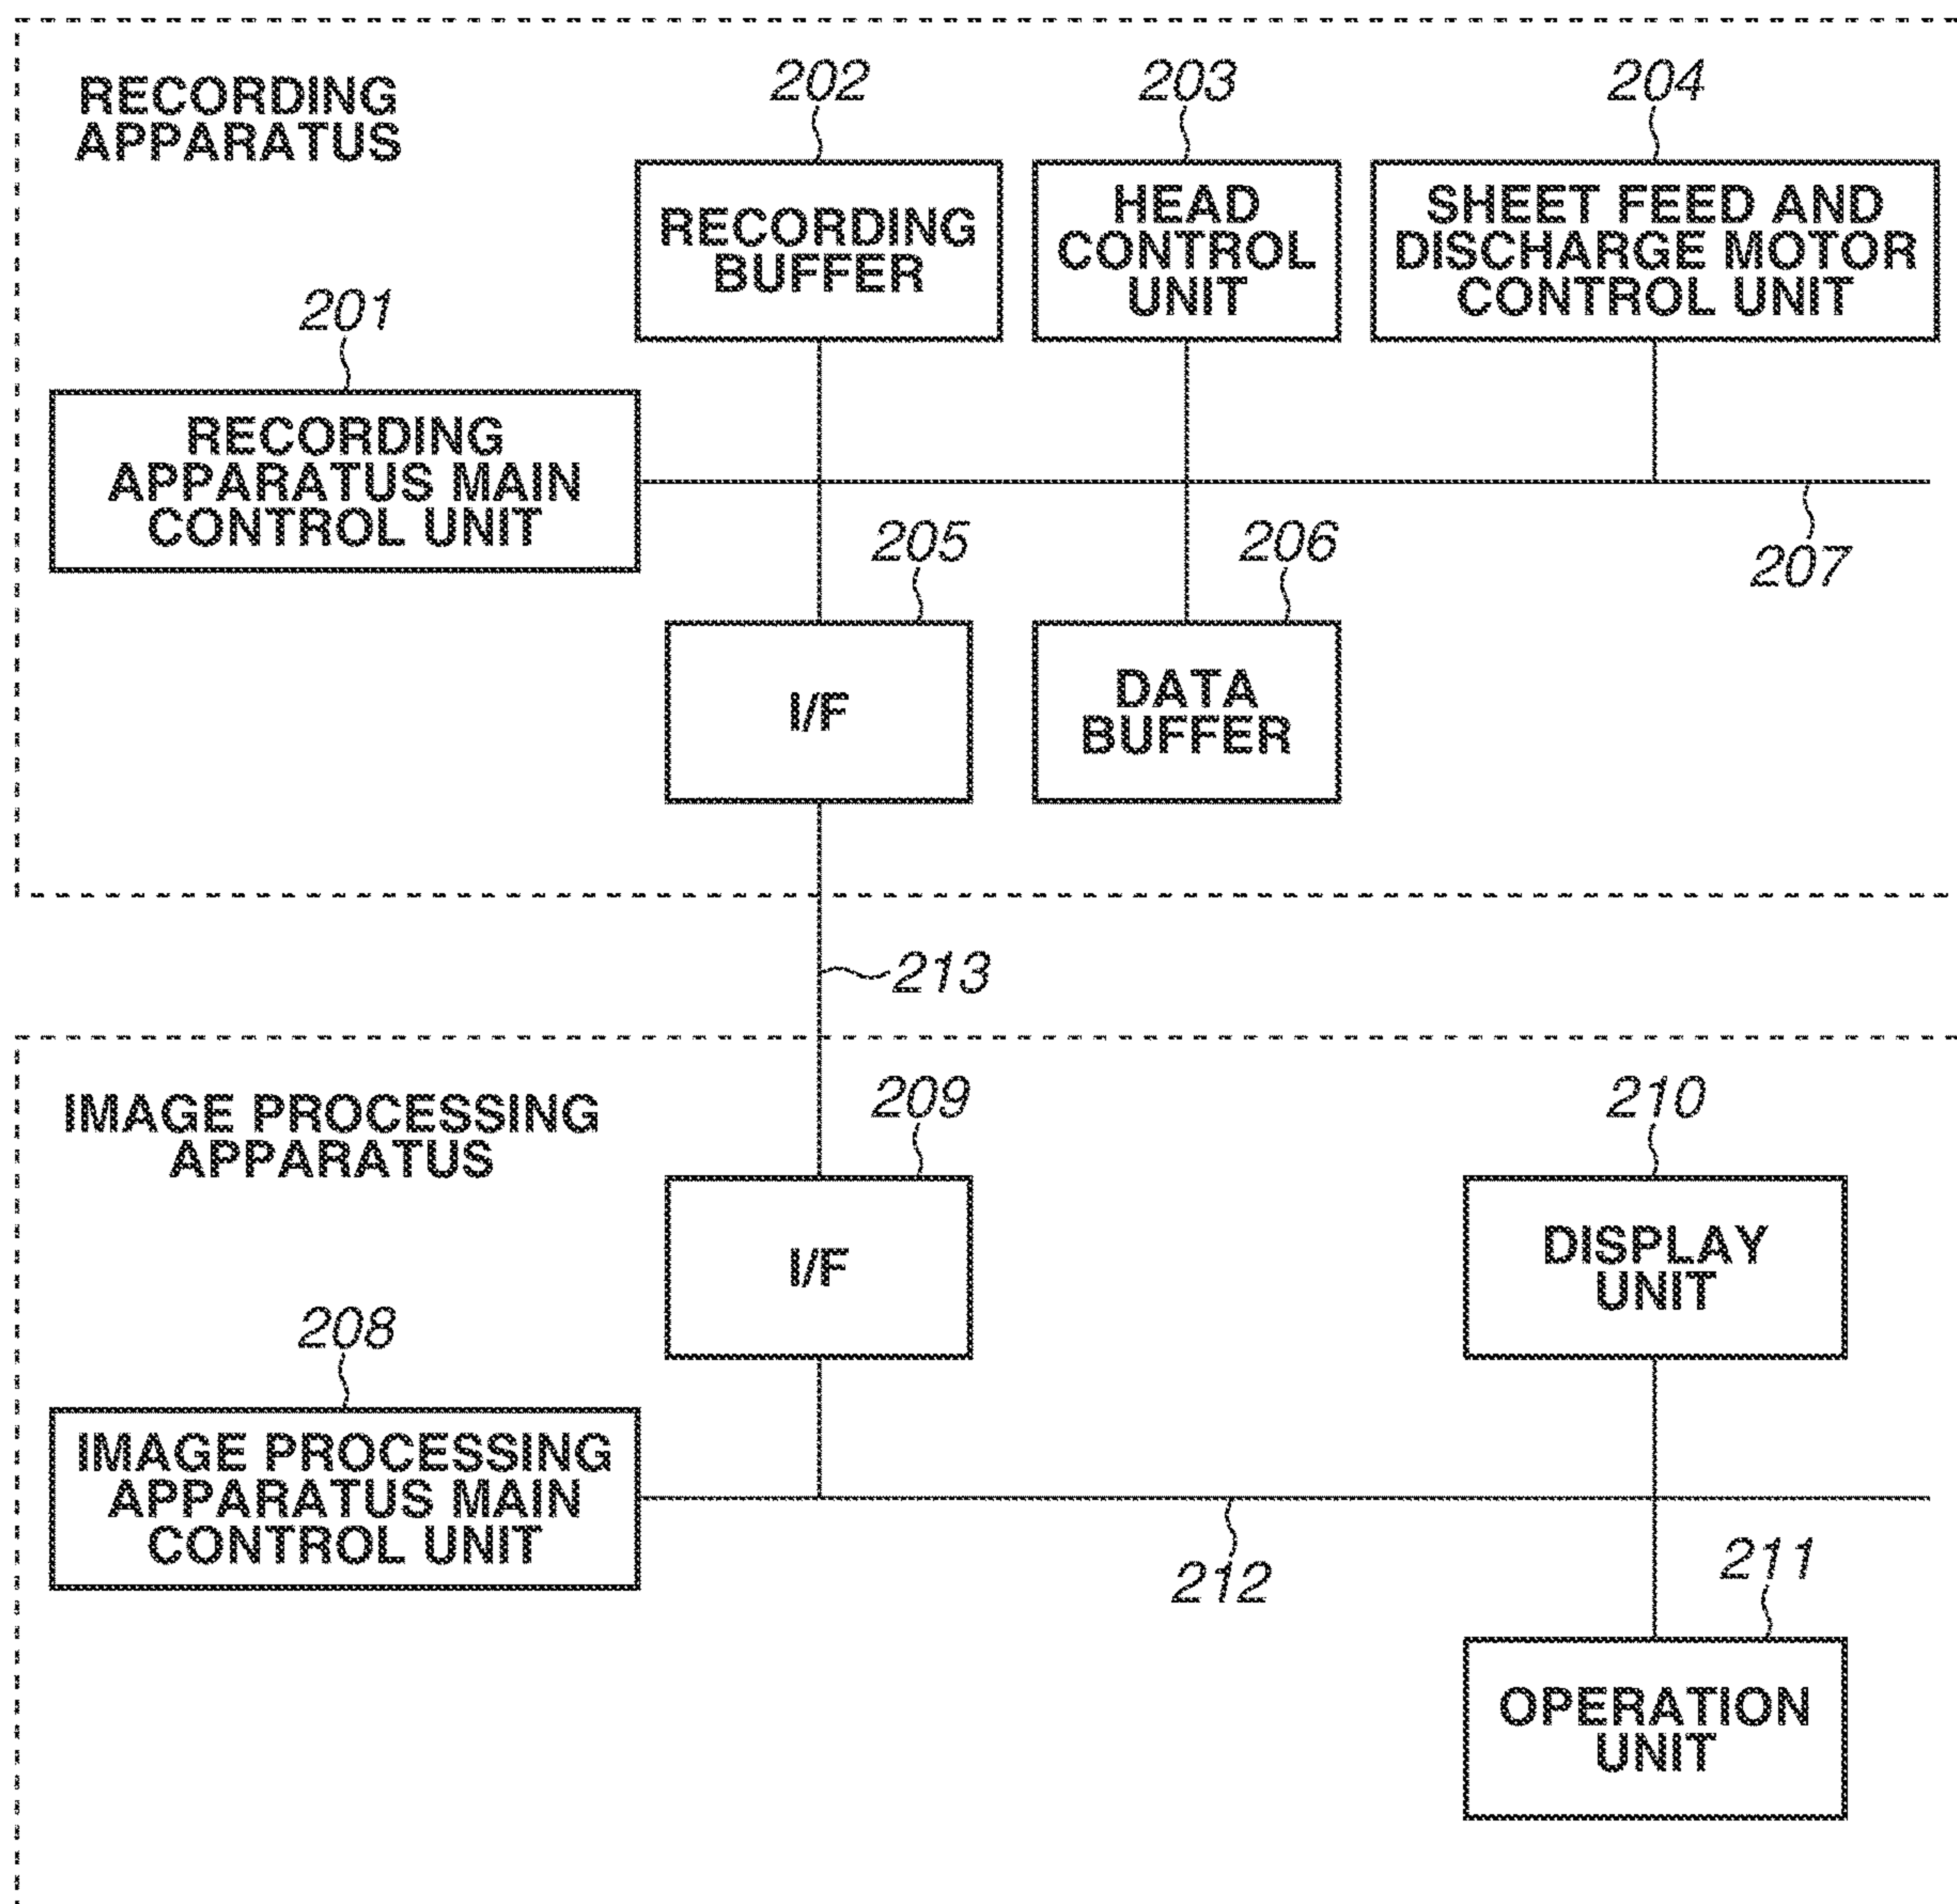 RECORDING
APPARATUS
202
203
204
RECORDING
BUFFER
HEAD
CONTROL
UNIT
SHEET FEED AND
DISCHARGE MOTOR
CONTROL UNIT
201
RECORDING
APPARATUS MAIN
CONTROL UNIT
205
206
207
I/F
DATA
BUFFER
213
IMAGE PROCESSING
APPARATUS
209
210
I/F
DISPLAY
UNIT
208
IMAGE PROCESSING
APPARATUS MAIN
CONTROL UNIT
212
211
OPERATION
UNIT